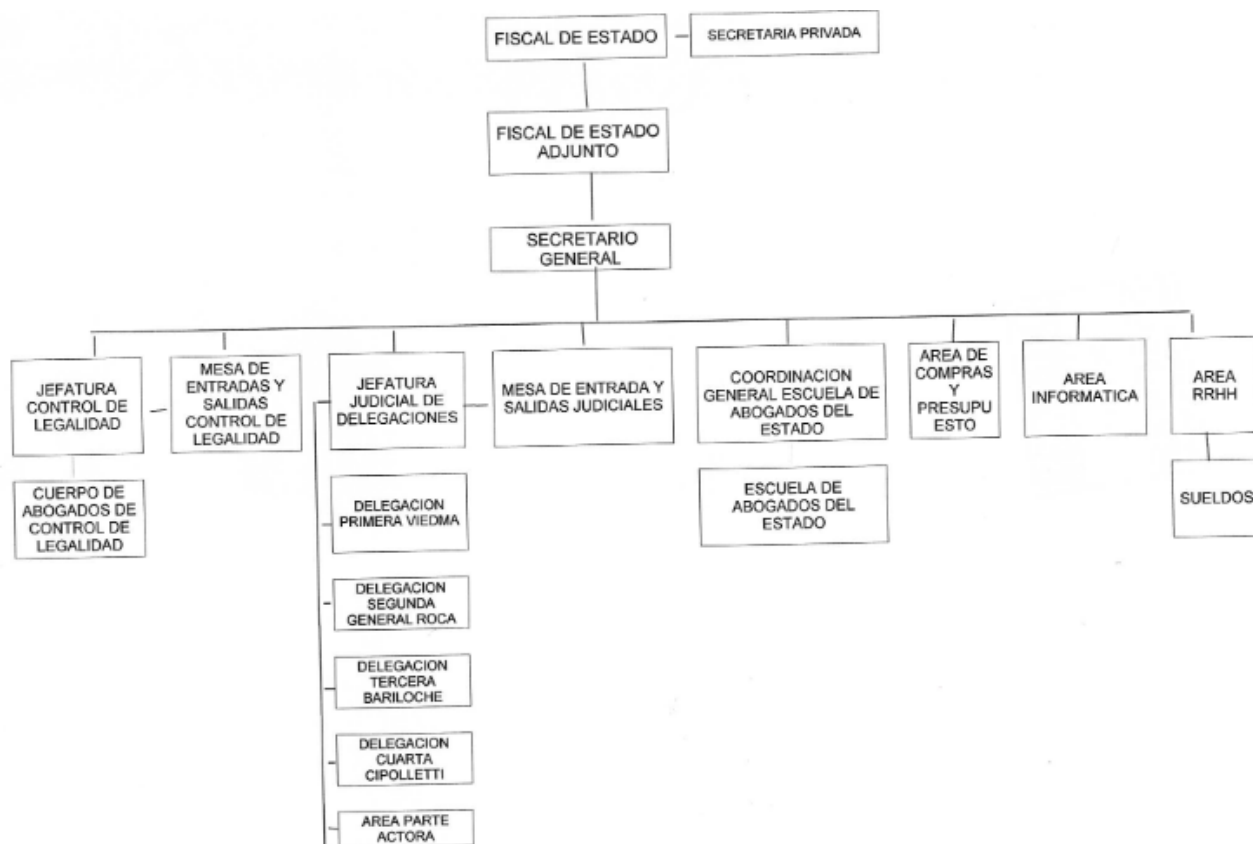 FISCAL DE ESTADO
SECRETARIA PRIVADA
FISCAL DE ESTADO
ADJUNTO
SECRETARIO
GENERAL
JEFATURA
CONTROL DE
LEGALIDAD
MESA DE
ENTRADAS Y
SALIDAS
CONTROL DE
LEGALIDAD
JEFATURA
JUDICIAL DE
DELEGACIONES
MESA DE ENTRADA Y
SALIDAS JUDICIALES
COORDINACION
GENERAL ESCUELA DE
ABOGADOS DEL
ESTADO
AREA DE
COMPRAS
Y
PRESUPU
ESTO
AREA
INFORMATICA
AREA
RRHH
CUERPO DE
ABOGADOS DE
CONTROL DE
LEGALIDAD
DELEGACION
PRIMERA VIEDMA
ESCUELA DE
ABOGADOS DEL
ESTADO
SUELDOS
DELEGACION
SEGUNDA
GENERAL ROCA
DELEGACION
TERCERA
BARILOCHE
DELEGACION
CUARTA
CIPOLLETTI
AREA PARTE
ACTORA